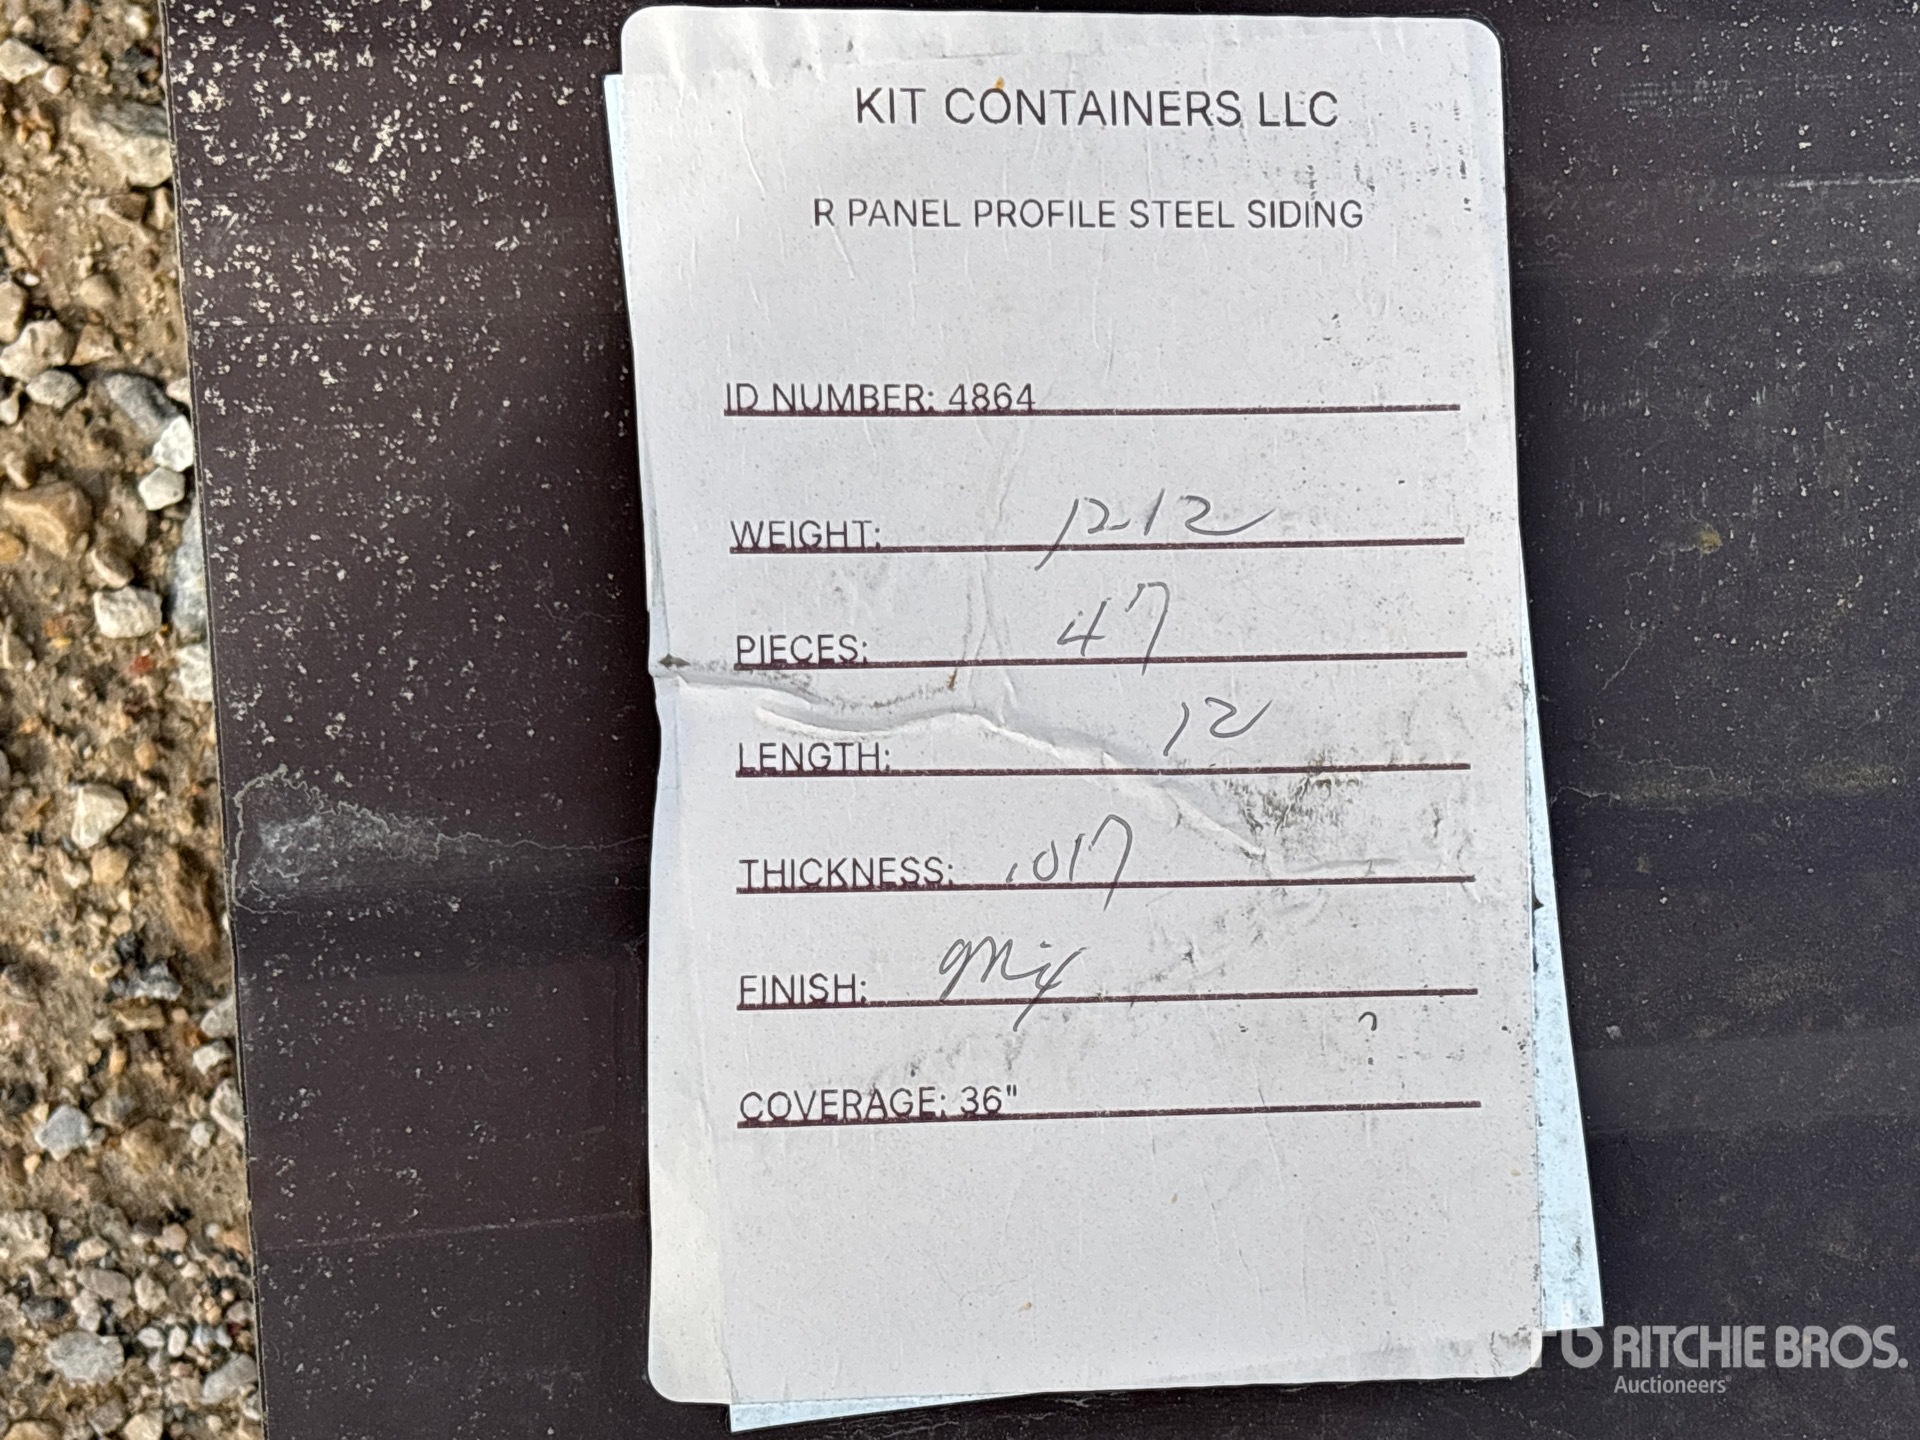 KIT CONTAINERS LLC
R PANEL PROFILE STEEL SIDING
ID NUMBER: 4864
WEIGHT: 1212
PIECES: 47
LENGTH: 12
THICKNESS: .017
FINISH: Mix
COVERAGE: 36"
RITCHIE BROS.
Auctioneers